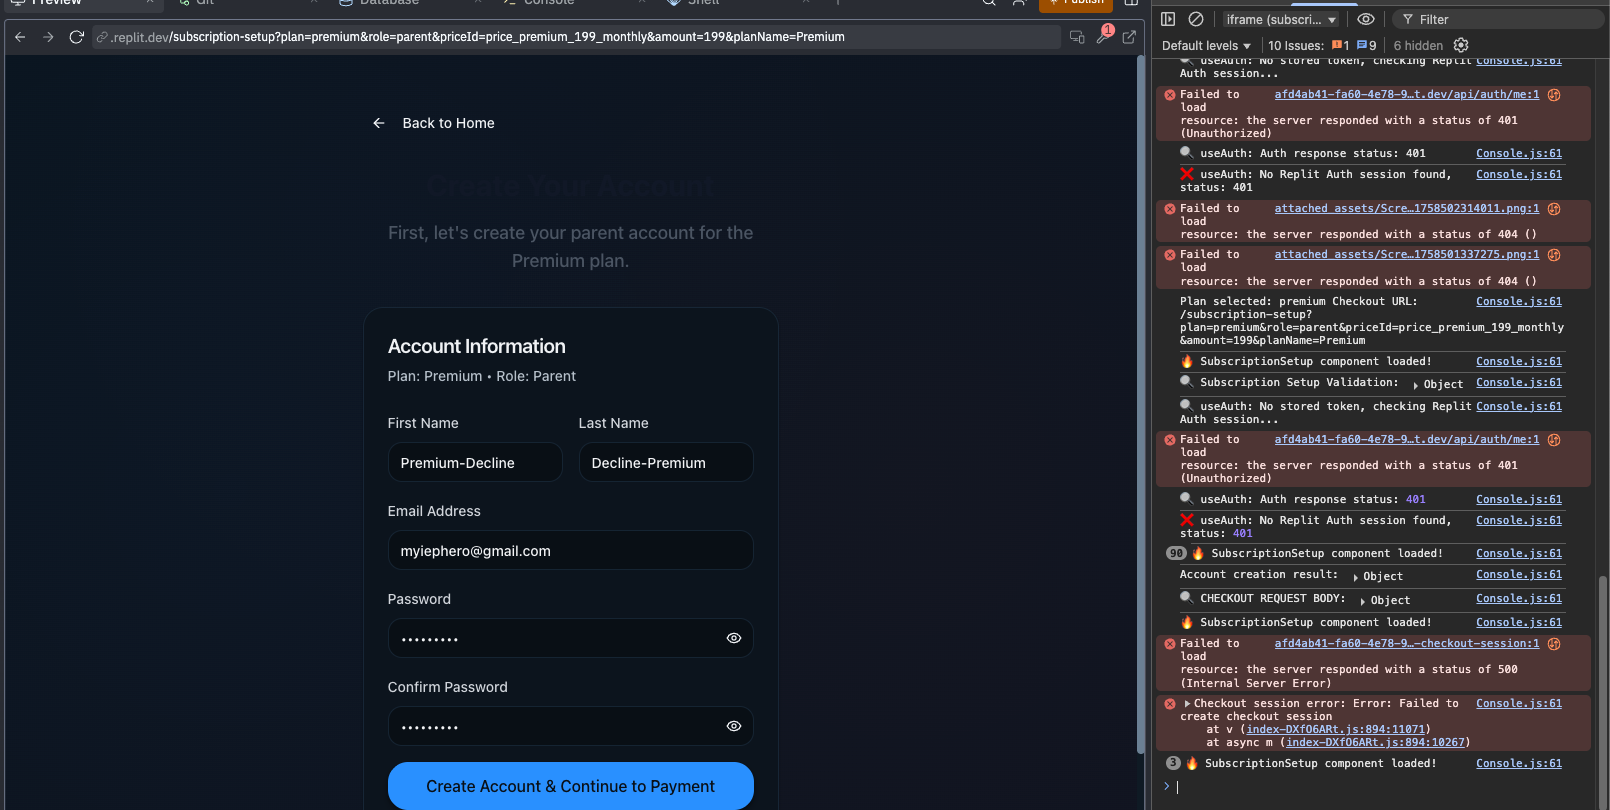 Preview
Git
Database
Console
Shell
Publish
.replit.dev/subscription-setup?plan=premium&role=parent&priceId=price_premium_199_monthly&amount=199&planName=Premium
1
Back to Home
Create Your Account
First, let's create your parent account for the
Premium plan.
Account Information
Plan: Premium • Role: Parent
First Name
Last Name
Premium-Decline
Decline-Premium
Email Address
myiephero@gmail.com
Password
•••••••••
Confirm Password
•••••••••
Create Account & Continue to Payment
iframe (subscri...
Filter
Default levels
10 Issues:
1
9
6 hidden
useAuth: No stored token, checking Replit Console.js:61
Auth session...
Failed to afd4ab41-fa60-4e78-9…t.dev/api/auth/me:1
load
resource: the server responded with a status of 401
(Unauthorized)
useAuth: Auth response status: 401 Console.js:61
❌ useAuth: No Replit Auth session found, Console.js:61
status: 401
Failed to attached_assets/Scre…1758502314011.png:1
load
resource: the server responded with a status of 404 ()
Failed to attached_assets/Scre…1758501337275.png:1
load
resource: the server responded with a status of 404 ()
Plan selected: premium Checkout URL: Console.js:61
/subscription-setup?
plan=premium&role=parent&priceId=price_premium_199_monthly
&amount=199&planName=Premium
🔥 SubscriptionSetup component loaded! Console.js:61
🔍 Subscription Setup Validation: ▸ Object Console.js:61
🔍 useAuth: No stored token, checking Replit Console.js:61
Auth session...
Failed to afd4ab41-fa60-4e78-9…t.dev/api/auth/me:1
load
resource: the server responded with a status of 401
(Unauthorized)
🔍 useAuth: Auth response status: 401 Console.js:61
❌ useAuth: No Replit Auth session found, Console.js:61
status: 401
90 🔥 SubscriptionSetup component loaded! Console.js:61
Account creation result: ▸ Object Console.js:61
🔍 CHECKOUT REQUEST BODY: ▸ Object Console.js:61
🔥 SubscriptionSetup component loaded! Console.js:61
Failed to afd4ab41-fa60-4e78-9…-checkout-session:1
load
resource: the server responded with a status of 500
(Internal Server Error)
▸ Checkout session error: Error: Failed to Console.js:61
create checkout session
at v (index-DXfO6ARt.js:894:11071)
at async m (index-DXfO6ARt.js:894:10267)
3 🔥 SubscriptionSetup component loaded! Console.js:61